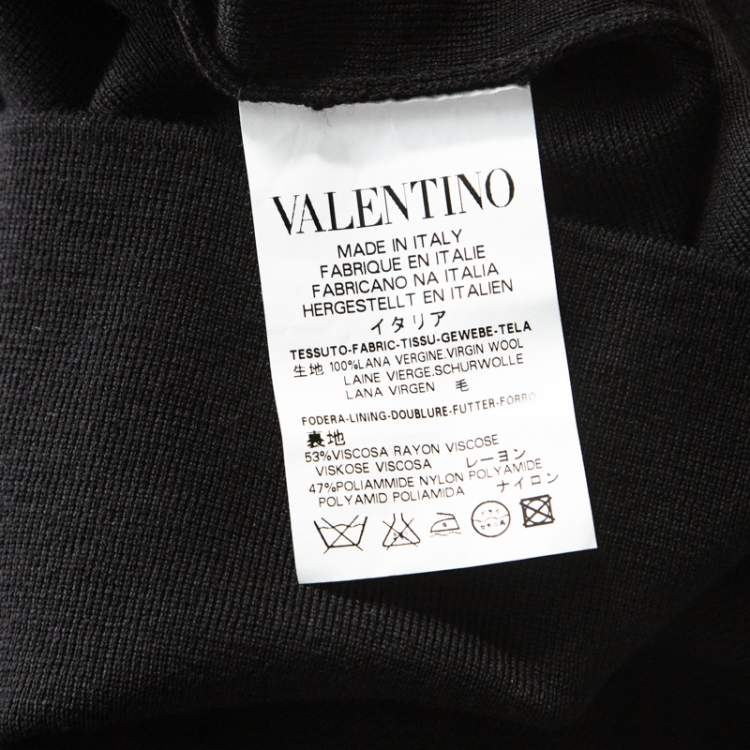 VALENTINO
MADE IN ITALY
FABRIQUE EN ITALIE
FABRICANO NA ITALIA
HERGESTELLT EN ITALIEN
イタリア
TESSUTO-FABRIC-TISSU-GEWEBE-TELA
生地 100%LANA VERGINE.VIRGIN WOOL
LAINE VIERGE.SCHURWOLLE
LANA VIRGEN 毛
FODERA-LINING-DOUBLURE-FUTTER-FORRO
裏地
53%VISCOSA RAYON VISCOSE
VISKOSE VISCOSA レーヨン
47%POLIAMMIDE NYLON POLYAMIDE
POLYAMID POLIAMIDA ナイロン